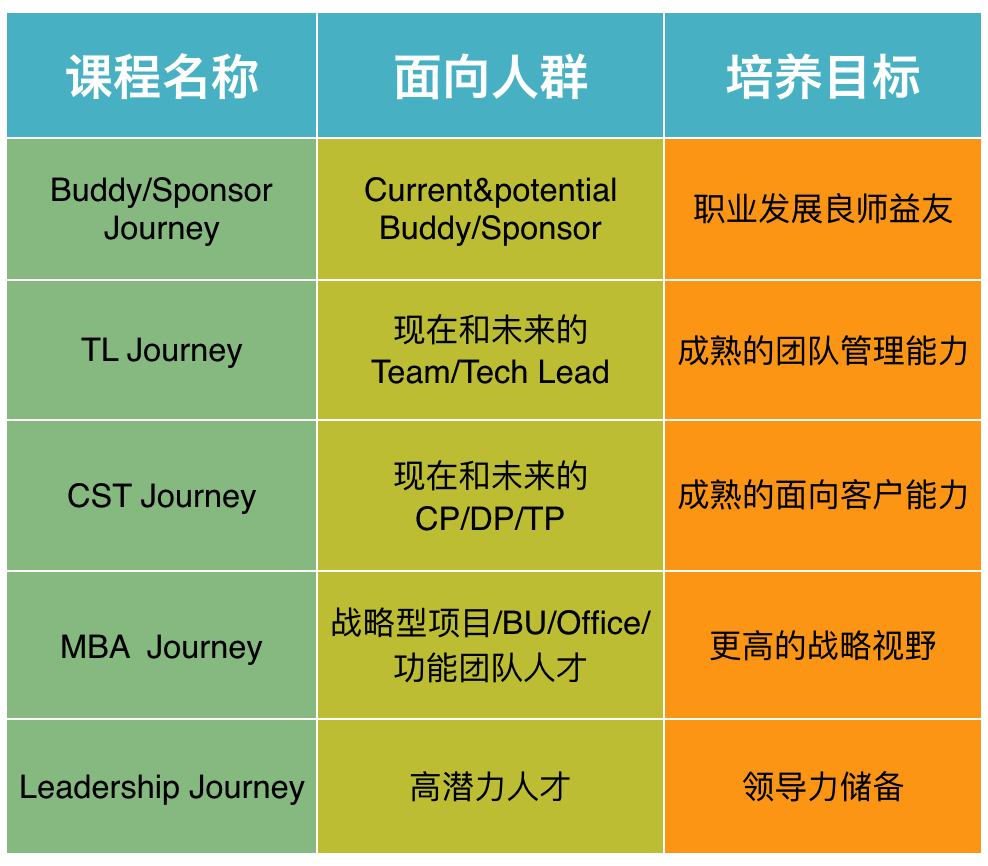 课程名称
面向人群
培养目标
Buddy/Sponsor
Journey
Current&potential
Buddy/Sponsor
职业发展良师益友
TL Journey
现在和未来的
Team/Tech Lead
成熟的团队管理能力
CST Journey
现在和未来的
CP/DP/TP
成熟的面向客户能力
MBA  Journey
战略型项目/BU/Office/
功能团队人才
更高的战略视野
Leadership Journey
高潜力人才
领导力储备